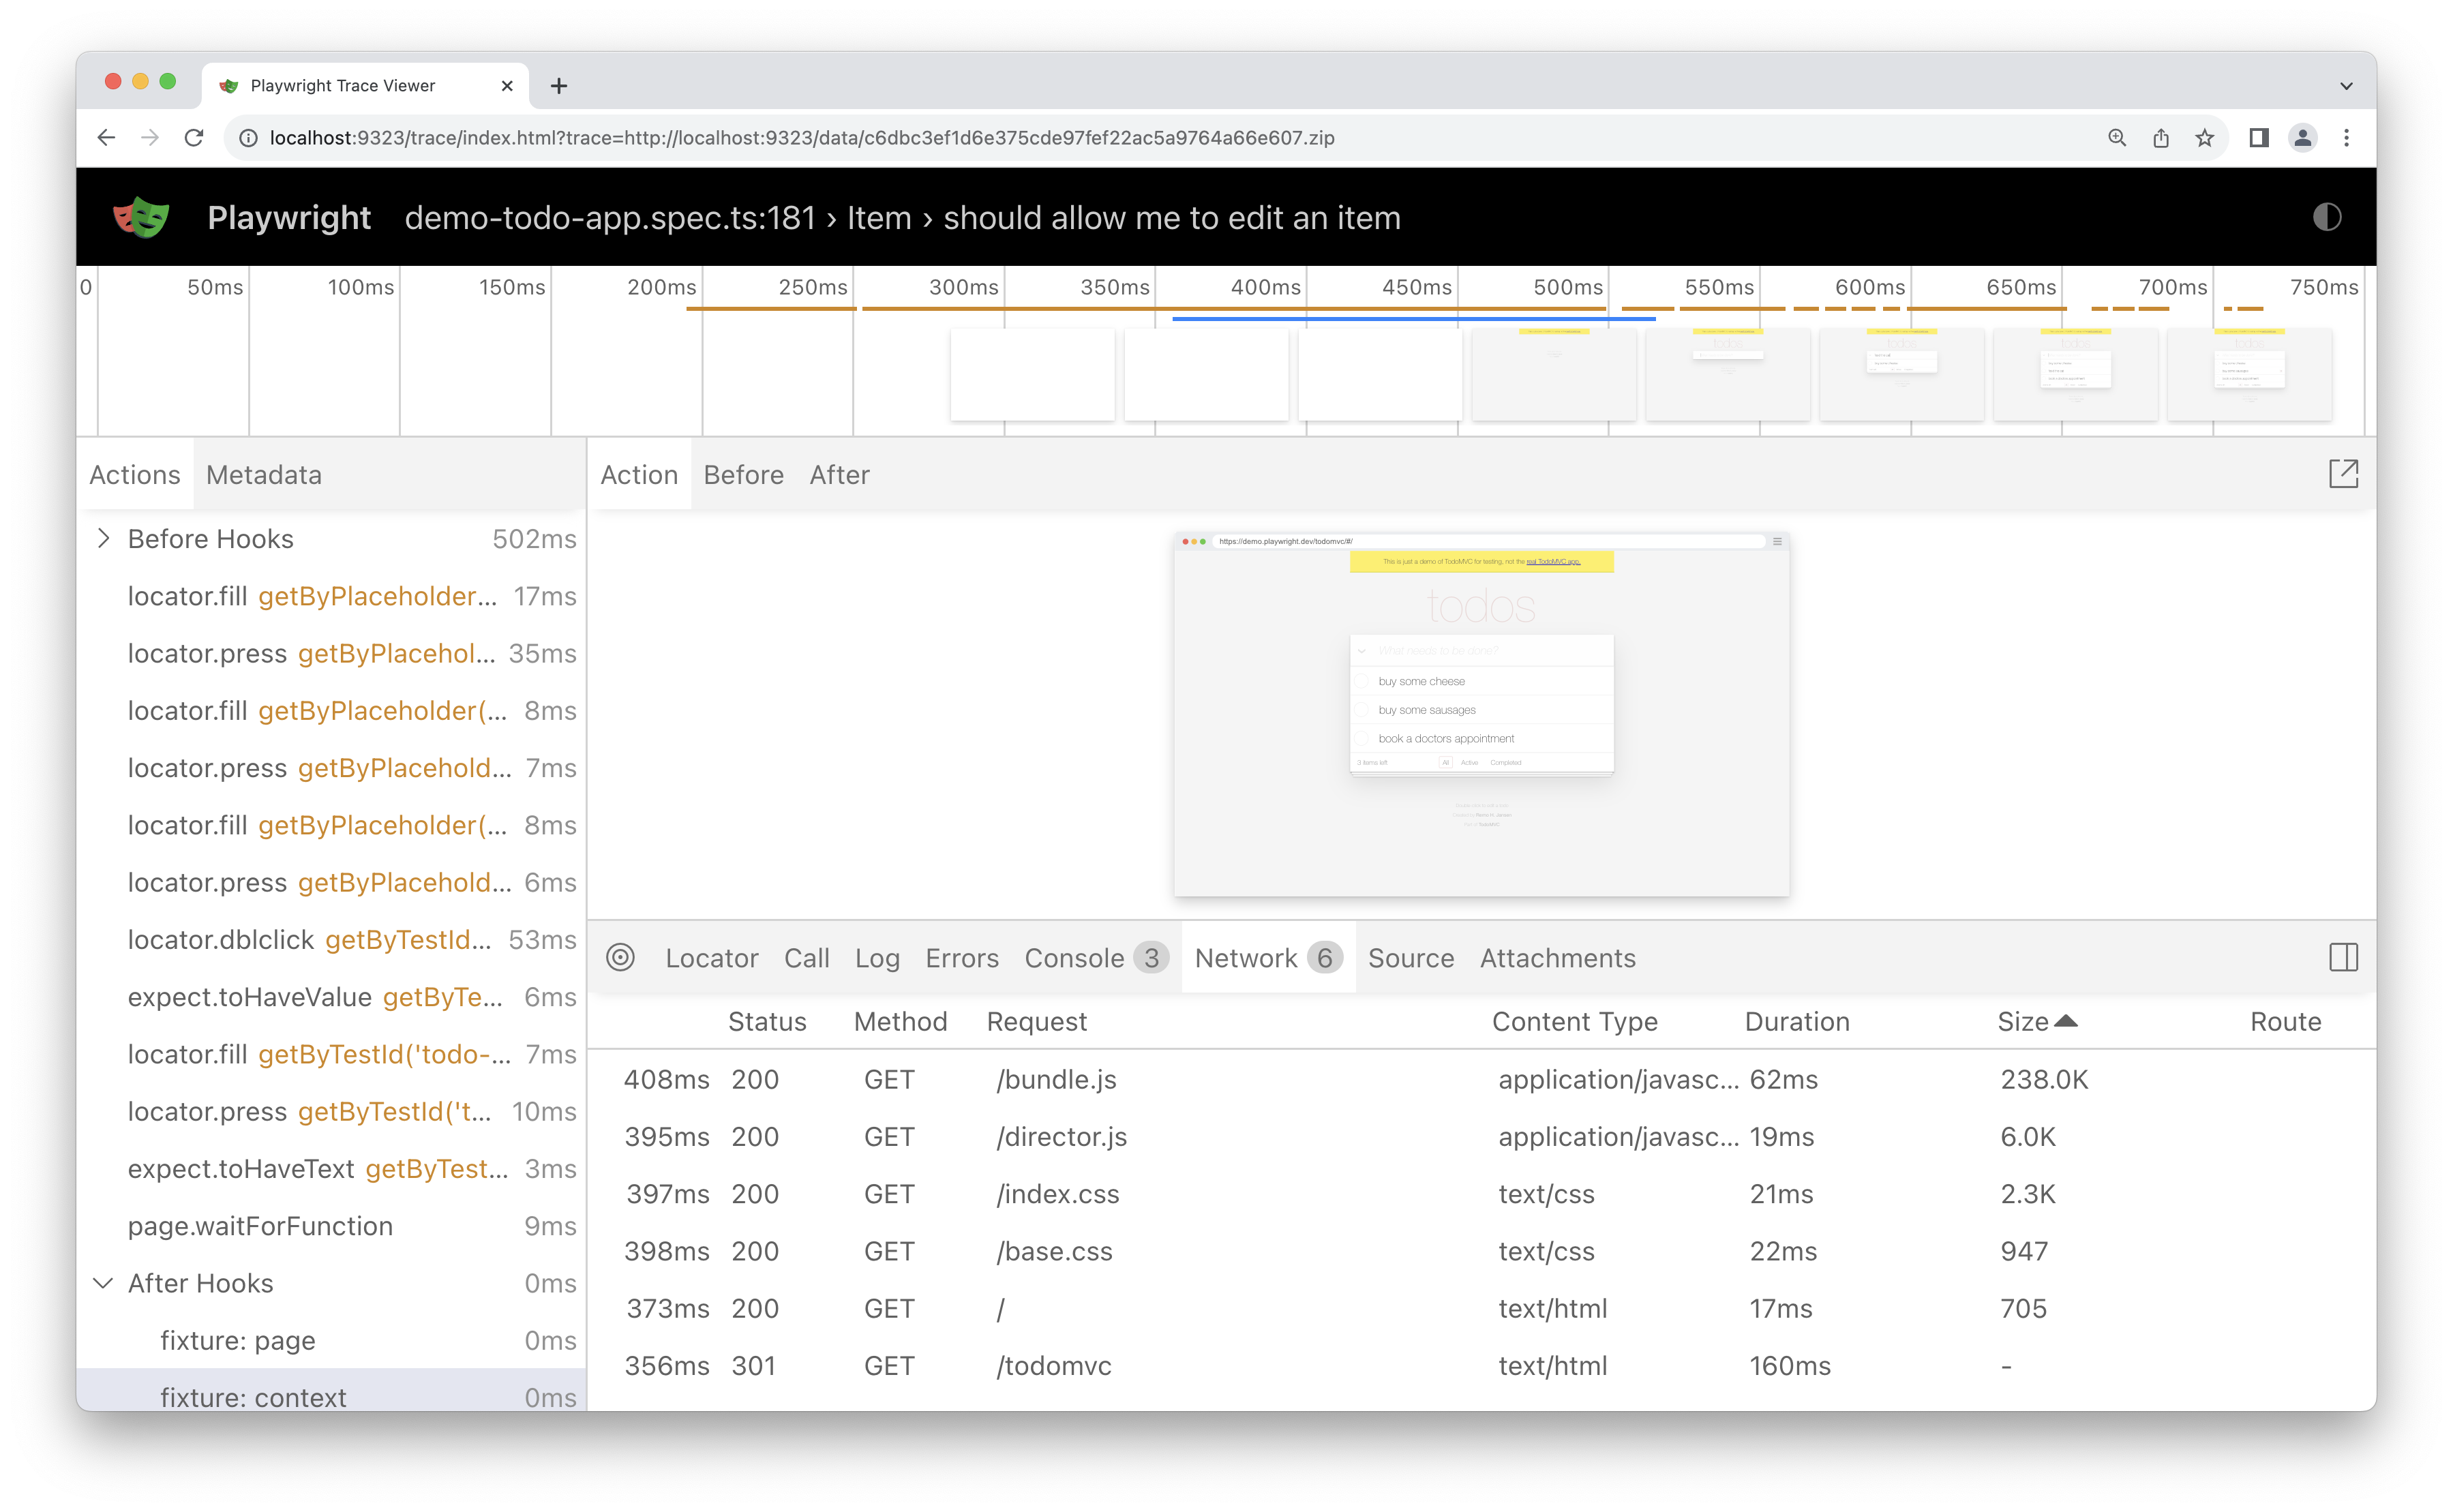 Playwright Trace Viewer
localhost:9323/trace/index.html?trace=http://localhost:9323/data/c6dbc3ef1d6e375cde97fef22ac5a9764a66e607.zip
Playwright demo-todo-app.spec.ts:181 › Item › should allow me to edit an item
0 50ms 100ms 150ms 200ms 250ms 300ms 350ms 400ms 450ms 500ms 550ms 600ms 650ms 700ms 750ms
Actions Metadata
Before Hooks 502ms
locator.fill getByPlaceholder... 17ms
locator.press getByPlacehol... 35ms
locator.fill getByPlaceholder(... 8ms
locator.press getByPlacehold... 7ms
locator.fill getByPlaceholder(... 8ms
locator.press getByPlacehold... 6ms
locator.dblclick getByTestId... 53ms
expect.toHaveValue getByTe... 6ms
locator.fill getByTestId('todo-... 7ms
locator.press getByTestId('t... 10ms
expect.toHaveText getByTest... 3ms
page.waitForFunction 9ms
After Hooks 0ms
fixture: page 0ms
fixture: context 0ms
Action Before After
https://demo.playwright.dev/todomvc/#/
This is just a demo of TodoMVC for testing, not the real TodoMVC app.
todos
What needs to be done?
buy some cheese
buy some sausages
book a doctors appointment
3 items left All Active Completed
Locator Call Log Errors Console 3 Network 6 Source Attachments
Status Method Request Content Type Duration Size Route
408ms 200 GET /bundle.js application/javasc... 62ms 238.0K
395ms 200 GET /director.js application/javasc... 19ms 6.0K
397ms 200 GET /index.css text/css 21ms 2.3K
398ms 200 GET /base.css text/css 22ms 947
373ms 200 GET / text/html 17ms 705
356ms 301 GET /todomvc text/html 160ms -